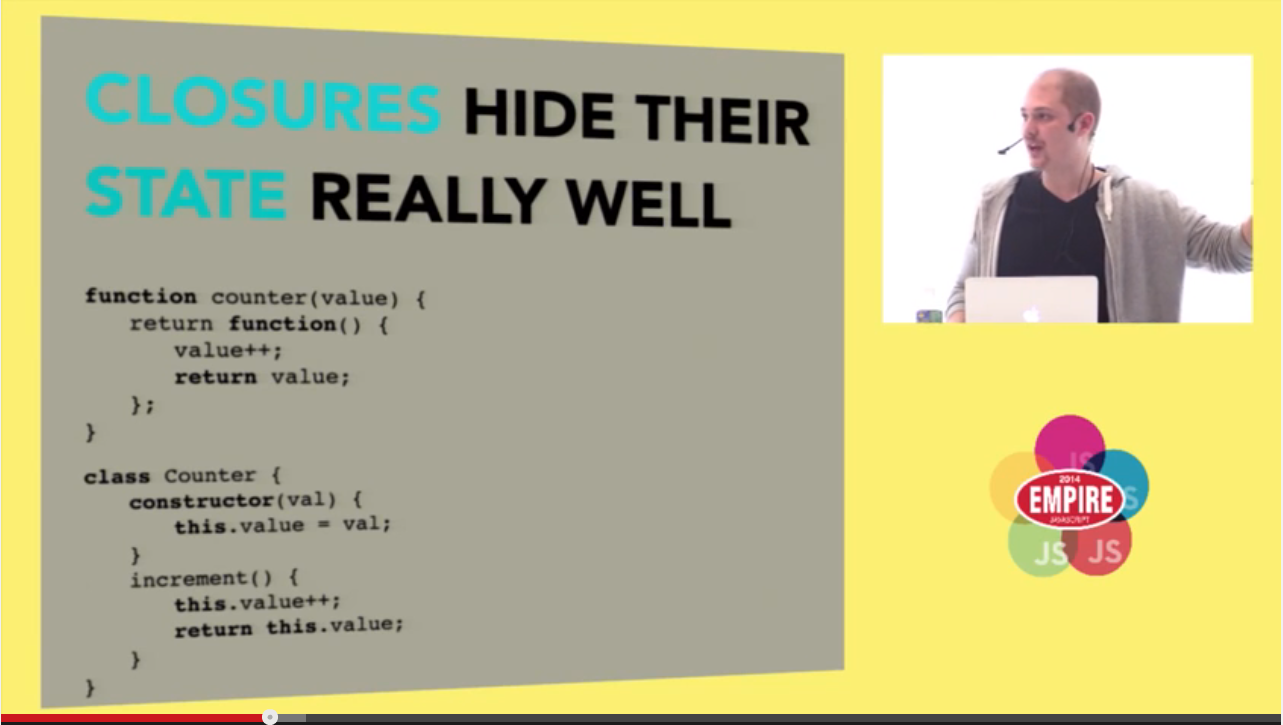 CLOSURES HIDE THEIR
STATE REALLY WELL
function counter(value) {
return function() {
value++;
return value;
};
}
class Counter {
constructor(val) {
this.value = val;
}
increment() {
this.value++;
return this.value;
}
}
JS
2014
EMPIRE
JAVASCRIPT
S
JS
JS